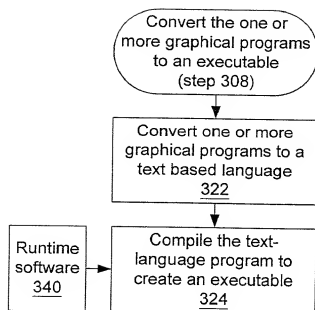 Convert the one or
more graphical programs
to an executable
(step 308)
Convert one or more
graphical programs to a
text based language
322
Runtime
software
340
Compile the text-
language program to
create an executable
324